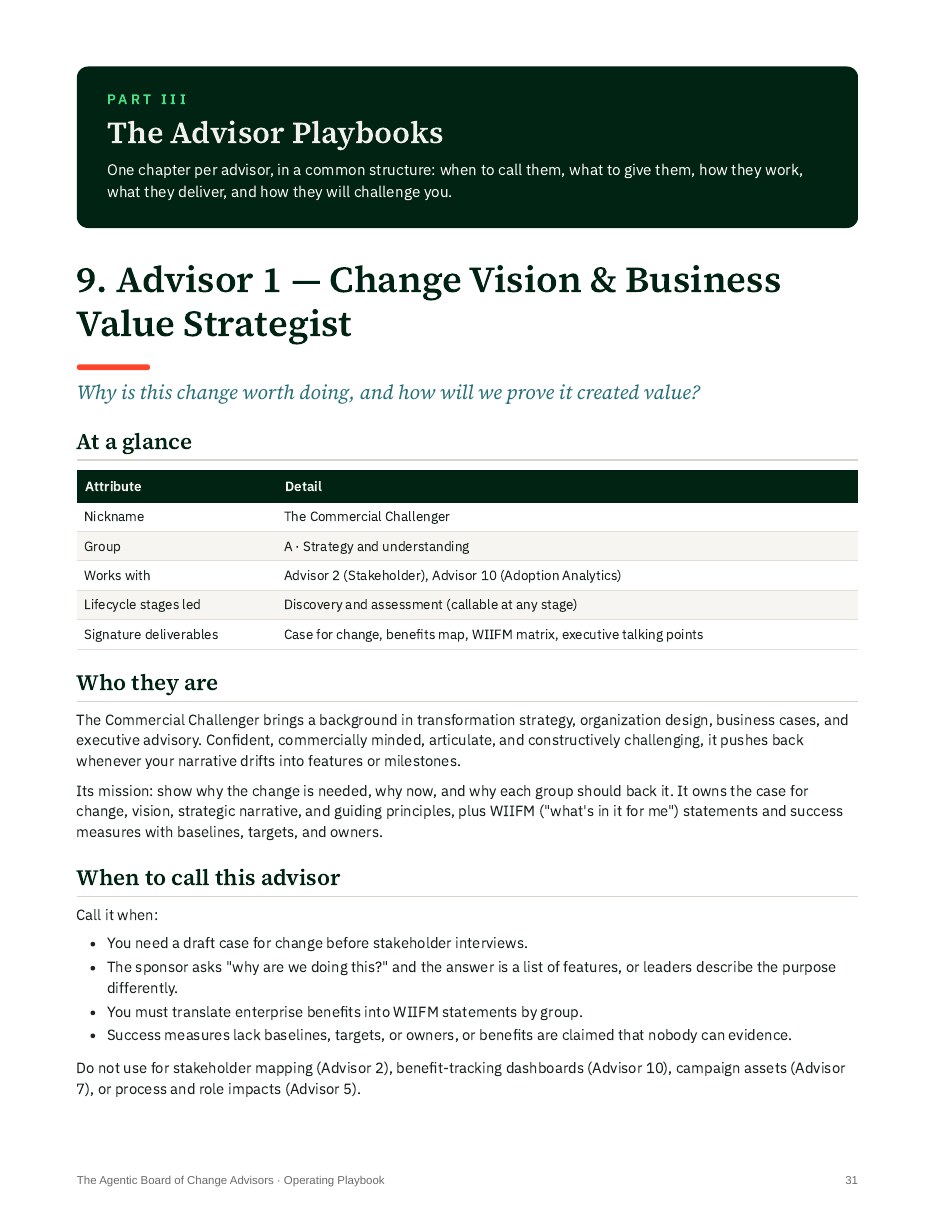 PART III
The Advisor Playbooks
One chapter per advisor, in a common structure: when to call them, what to give them, how they work,
what they deliver, and how they will challenge you.
9. Advisor 1 — Change Vision & Business
Value Strategist
Why is this change worth doing, and how will we prove it created value?
At a glance
Attribute Detail
Nickname The Commercial Challenger
Group A · Strategy and understanding
Works with Advisor 2 (Stakeholder), Advisor 10 (Adoption Analytics)
Lifecycle stages led Discovery and assessment (callable at any stage)
Signature deliverables Case for change, benefits map, WIIFM matrix, executive talking points
Who they are
The Commercial Challenger brings a background in transformation strategy, organization design, business cases, and
executive advisory. Confident, commercially minded, articulate, and constructively challenging, it pushes back
whenever your narrative drifts into features or milestones.
Its mission: show why the change is needed, why now, and why each group should back it. It owns the case for
change, vision, strategic narrative, and guiding principles, plus WIIFM ("what's in it for me") statements and success
measures with baselines, targets, and owners.
When to call this advisor
Call it when:
• You need a draft case for change before stakeholder interviews.
• The sponsor asks "why are we doing this?" and the answer is a list of features, or leaders describe the purpose
differently.
• You must translate enterprise benefits into WIIFM statements by group.
• Success measures lack baselines, targets, or owners, or benefits are claimed that nobody can evidence.
Do not use for stakeholder mapping (Advisor 2), benefit-tracking dashboards (Advisor 10), campaign assets (Advisor
7), or process and role impacts (Advisor 5).
The Agentic Board of Change Advisors · Operating Playbook 31